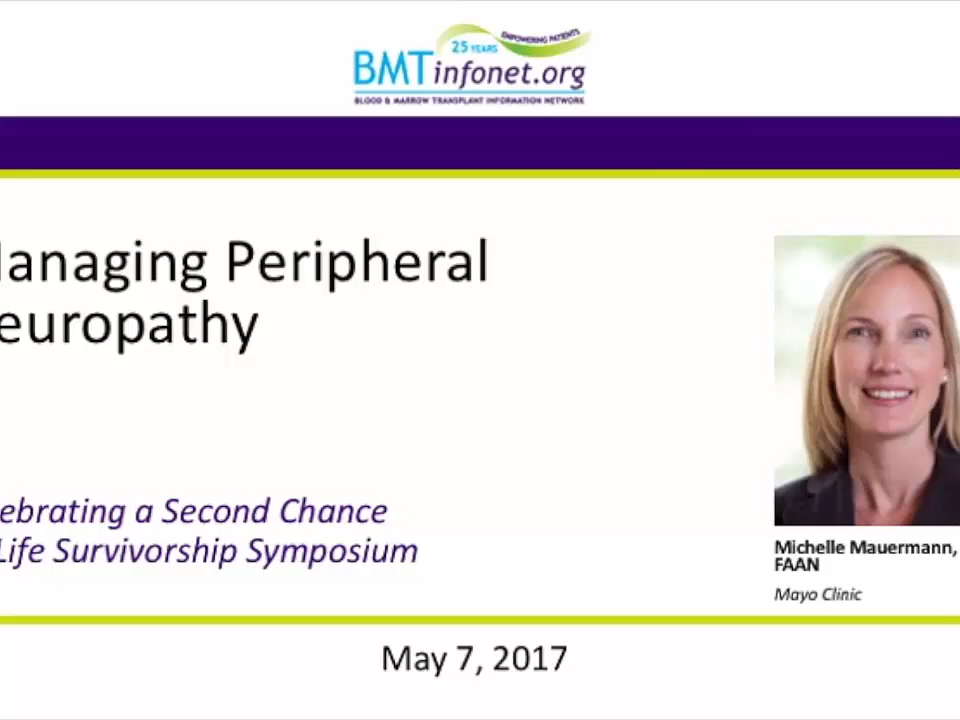 25 YEARS EMPOWERING PATIENTS
BMTinfonet.org
BLOOD & MARROW TRANSPLANT INFORMATION NETWORK
anaging Peripheral
europathy
ebrating a Second Chance
Life Survivorship Symposium
Michelle Mauermann,
FAAN
Mayo Clinic
May 7, 2017